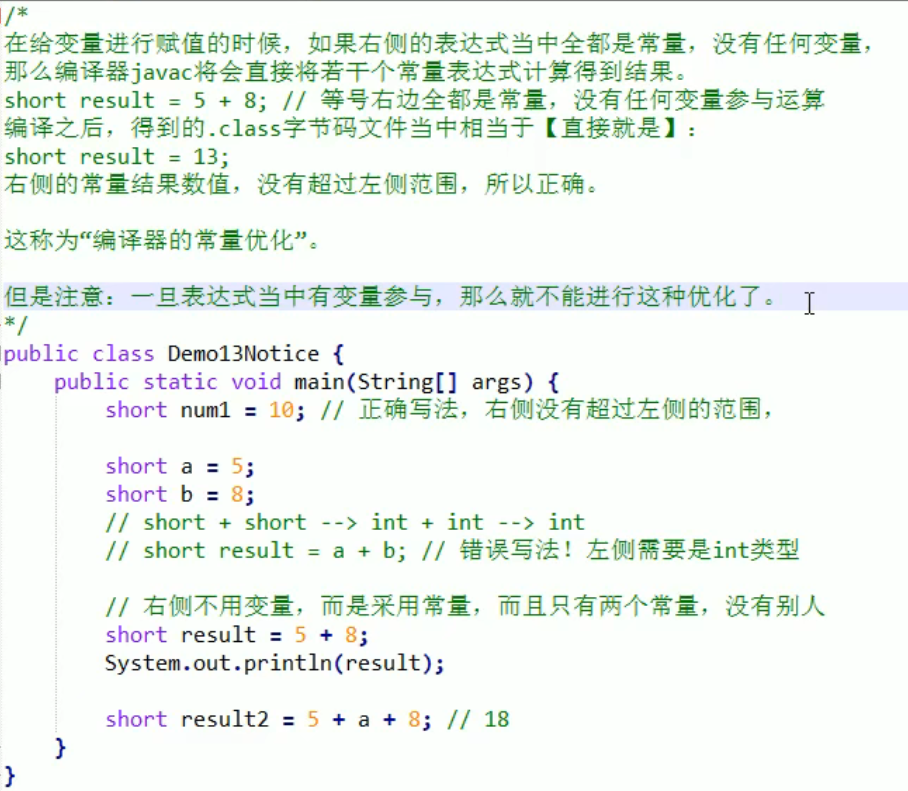 /*
在给变量进行赋值的时候，如果右侧的表达式当中全都是常量，没有任何变量，
那么编译器javac将会直接将若干个常量表达式计算得到结果。
short result = 5 + 8; // 等号右边全都是常量，没有任何变量参与运算
编译之后，得到的.class字节码文件当中相当于【直接就是】：
short result = 13;
右侧的常量结果数值，没有超过左侧范围，所以正确。
这称为“编译器的常量优化”。
但是注意：一旦表达式当中有变量参与，那么就不能进行这种优化了。
*/
public class Demo13Notice {
    public static void main(String[] args) {
        short num1 = 10; // 正确写法，右侧没有超过左侧的范围，
        short a = 5;
        short b = 8;
        // short + short --> int + int --> int
        // short result = a + b; // 错误写法！左侧需要是int类型
        // 右侧不用变量，而是采用常量，而且只有两个常量，没有别人
        short result = 5 + 8;
        System.out.println(result);
        short result2 = 5 + a + 8; // 18
    }
}